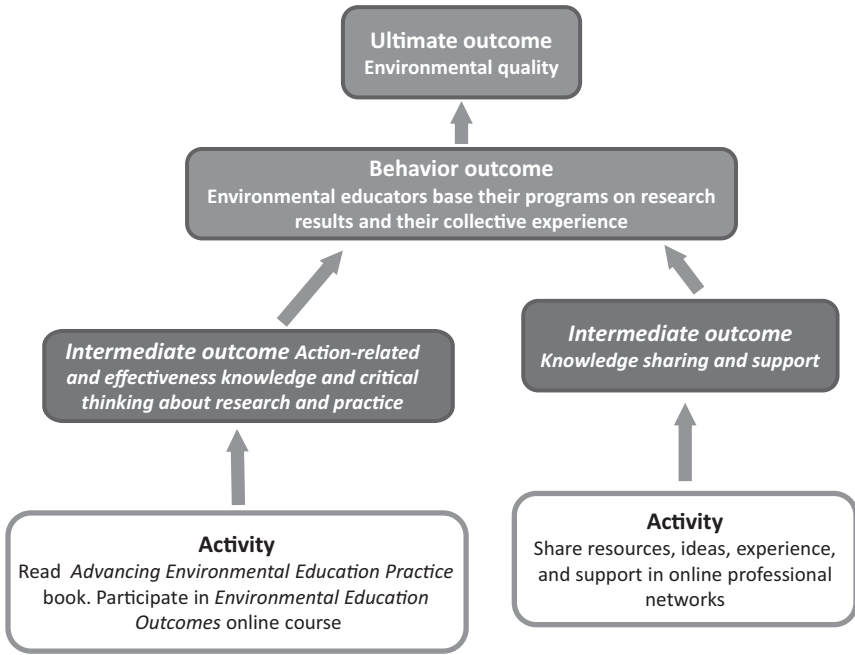 Ultimate outcome
Environmental quality
Behavior outcome
Environmental educators base their programs on research
results and their collective experience
Intermediate outcome Action-related
and effectiveness knowledge and critical
thinking about research and practice
Intermediate outcome
Knowledge sharing and support
Activity
Read Advancing Environmental Education Practice
book. Participate in Environmental Education
Outcomes online course
Activity
Share resources, ideas, experience,
and support in online professional
networks